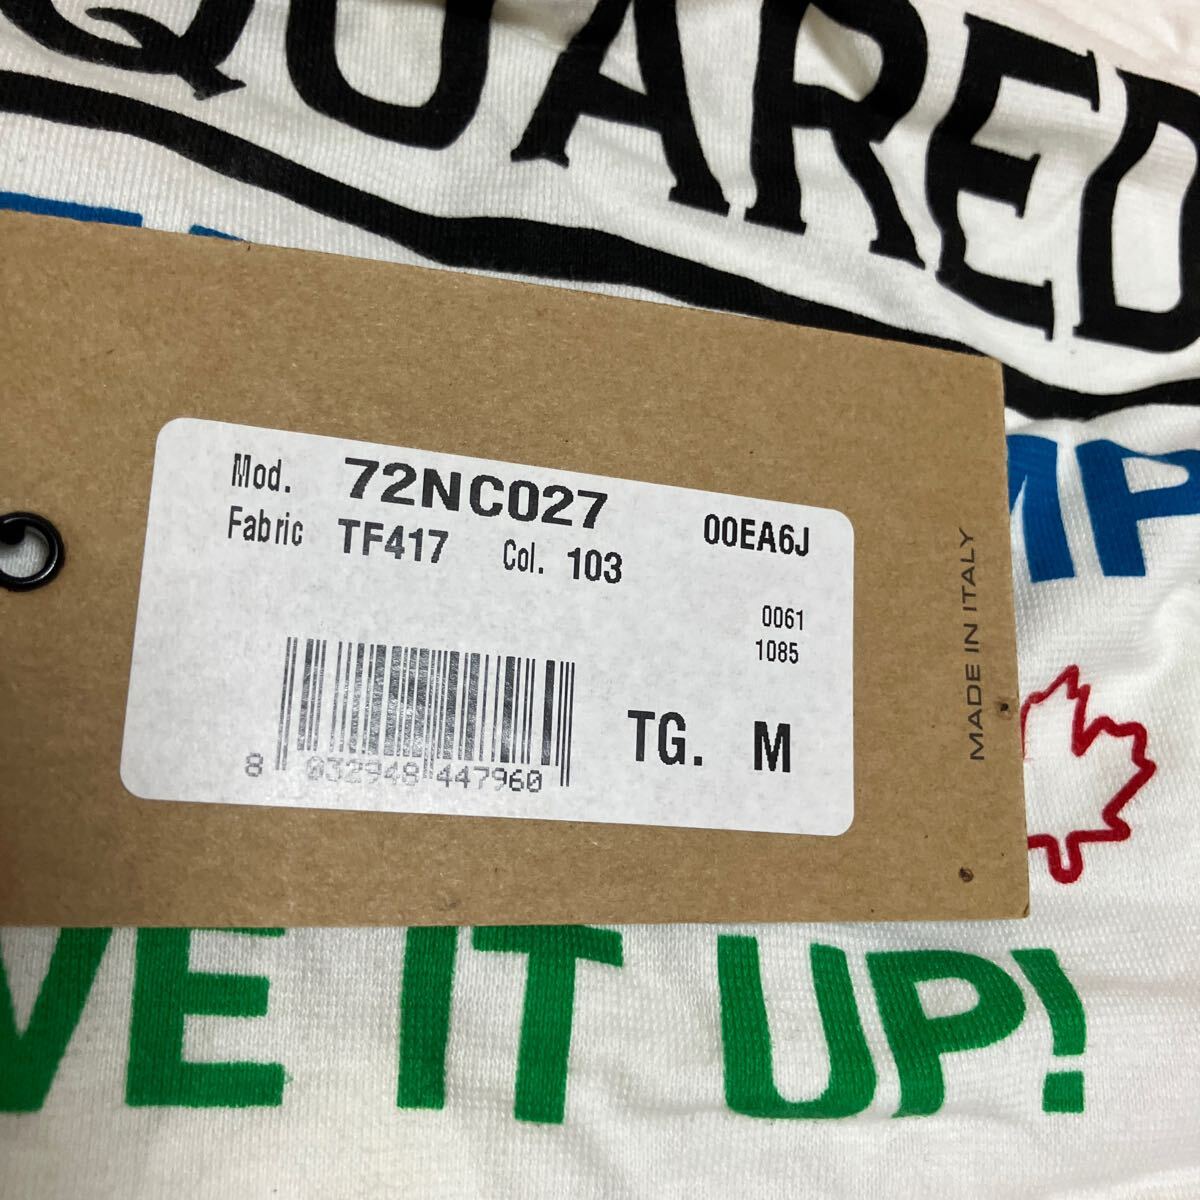 QUARED
MP
Mod. 72NC027 00EA6J
Fabric TF417 Col. 103
0061
1085
8 032948 447960
TG. M
MADE IN ITALY
VE IT UP!